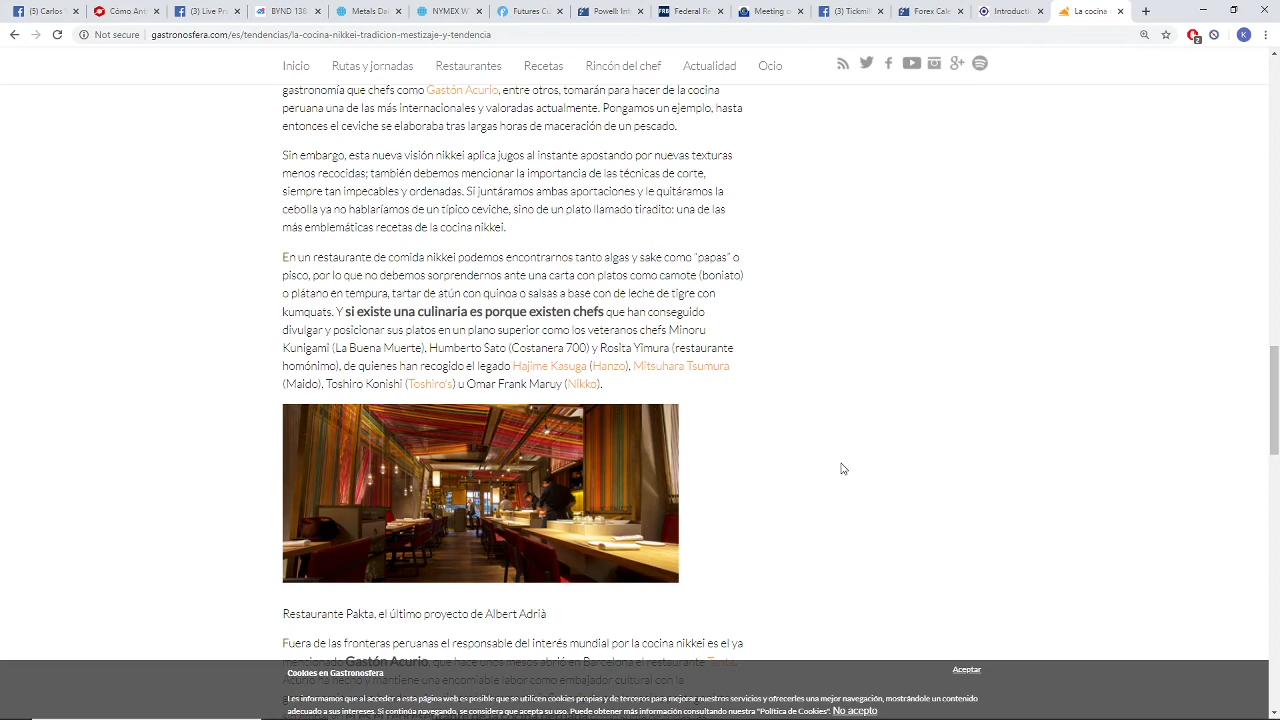 (5) Carlos
Cómo Ant
(3) Live Pr
BYND 138
Metals Da
NYMEX W
Futures Cu
Powelli Int
Federal Re
Meeting o
(3) Tickmil
Forex Cale
Introductio
La cocina
Not secure
gastronosfera.com/es/tendencias/la-cocina-nikkei-tradicion-mestizaje-y-tendencia
2
K
Inicio Rutas y jornadas Restaurantes Recetas Rincón del chef Actualidad Ocio
gastronomía que chefs como Gastón Acurio, entre otros, tomarán para hacer de la cocina
peruana una de las más internacionales y valoradas actualmente. Pongamos un ejemplo, hasta
entonces el ceviche se elaboraba tras largas horas de maceración de un pescado.
Sin embargo, esta nueva visión nikkei aplica jugos al instante apostando por nuevas texturas
menos recocidas; también debemos mencionar la importancia de las técnicas de corte,
siempre tan impecables y ordenadas. Si juntáramos ambas aportaciones y le quitáramos la
cebolla ya no hablaríamos de un típico ceviche, sino de un plato llamado tiradito: una de las
más emblemáticas recetas de la cocina nikkei.
En un restaurante de comida nikkei podemos encontrarnos tanto algas y sake como "papas" o
pisco, por lo que no debemos sorprendernos ante una carta con platos como camote (boniato)
o plátano en tempura, tartar de atún con quinoa o salsas a base con de leche de tigre con
kumquats. Y si existe una culinaria es porque existen chefs que han conseguido
divulgar y posicionar sus platos en un plano superior como los veteranos chefs Minoru
Kunigami (La Buena Muerte), Humberto Sato (Costanera 700) y Rosita Yimura (restaurante
homónimo), de quienes han recogido el legado Hajime Kasuga (Hanzo), Mitsuhara Tsumura
(Maido), Toshiro Konishi (Toshiro's) u Omar Frank Maruy (Nikko).
Restaurante Pakta, el último proyecto de Albert Adrià
Fuera de las fronteras peruanas el responsable del interés mundial por la cocina nikkei es el ya
mencionado Gastón Acurio, que hace unos meses abrió en Barcelona el restaurante Tanta.
Acurio ha hecho y mantiene una encomiable labor como embajador cultural con la
Cookies en Gastronosfera
Aceptar
Les informamos que al acceder a esta página web es posible que se utilicen cookies propias y de terceros para mejorar nuestros servicios y ofrecerles una mejor navegación, mostrándole un contenido
adecuado a sus intereses. Si continúa navegando, se considera que acepta su uso. Puede obtener más información consultando nuestra "Política de Cookies". No acepto